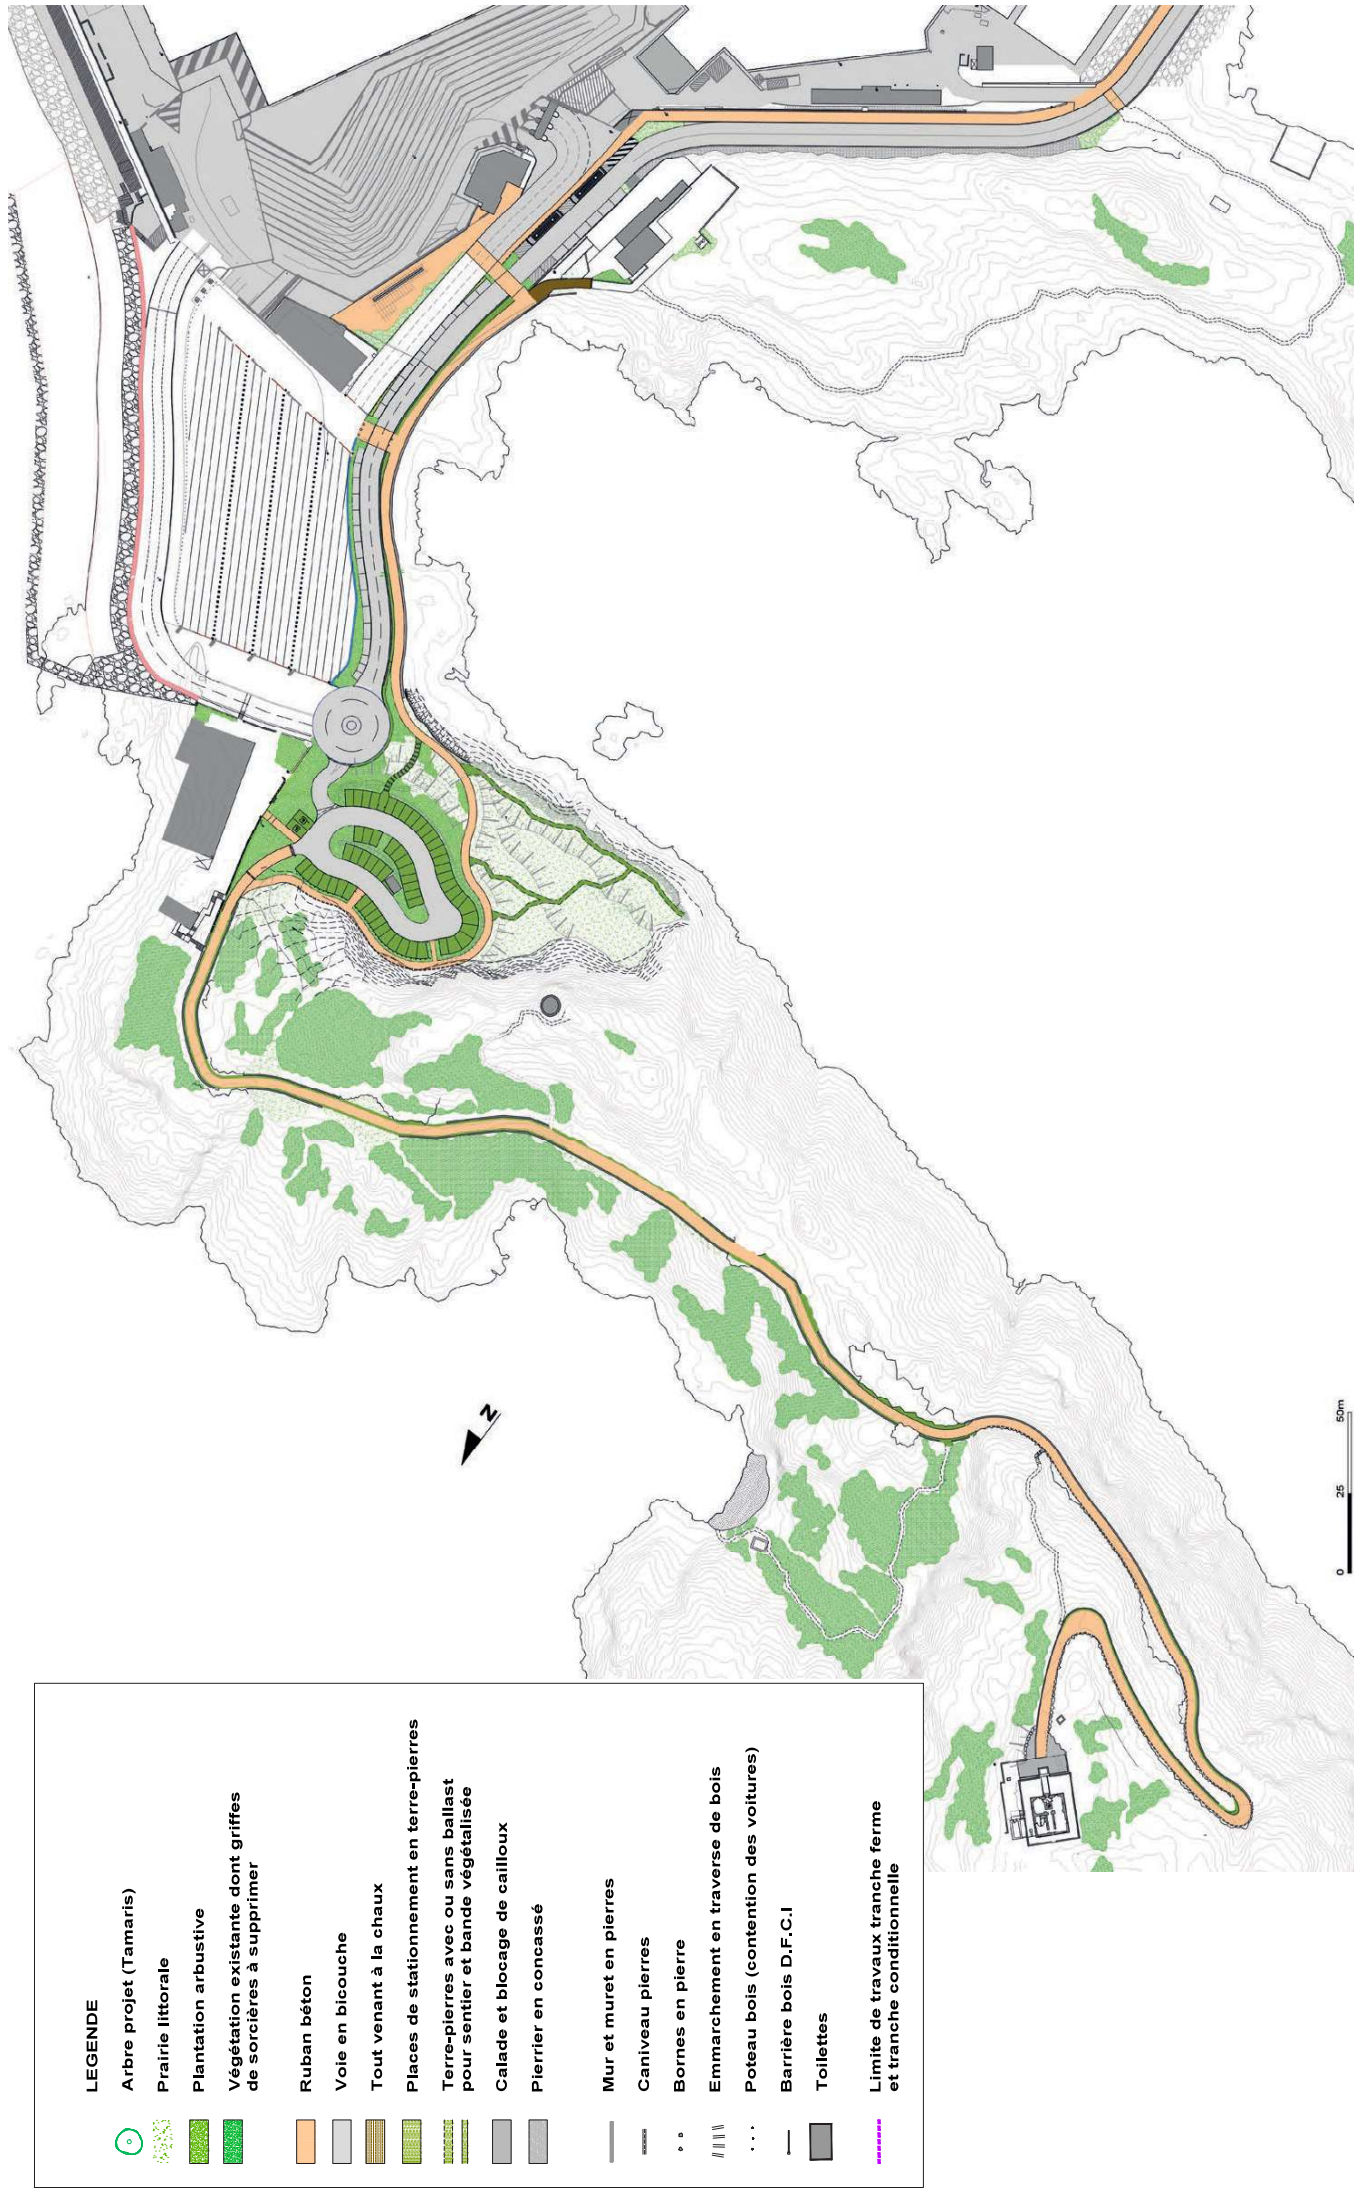 LEGENDE
Arbre projet (Tamaris)
Prairie littorale
Plantation arbustive
Végétation existante dont griffes
de sorcières à supprimer
Ruban béton
Voie en bicouche
Tout venant à la chaux
Places de stationnement en terre-pierres
Terre-pierres avec ou sans ballast
pour sentier et bande végétalisée
Calade et blocage de cailloux
Pierrier en concassé
Mur et muret en pierres
Caniveau pierres
Bornes en pierre
Emmarchement en traverse de bois
Poteau bois (contention des voitures)
Barrière bois D.F.C.I
Toilettes
Limite de travaux tranche ferme
et tranche conditionnelle
N
0 25 50m